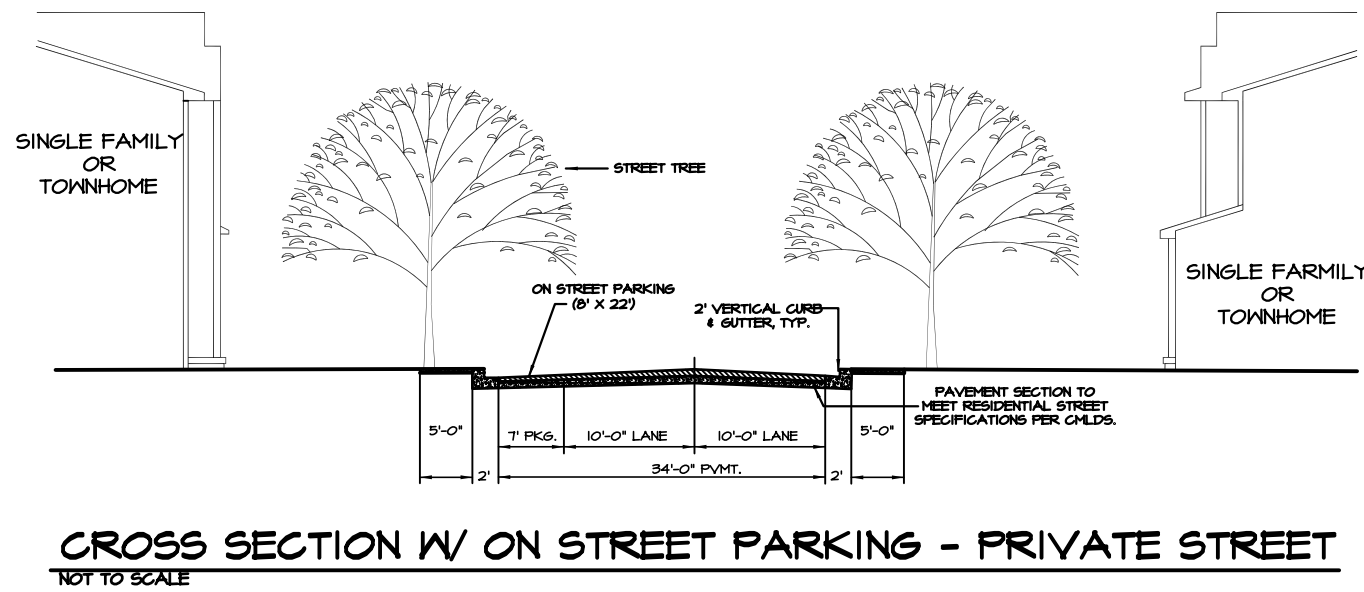 SINGLE FAMILY
OR
TOWNHOME
STREET TREE
ON STREET PARKING
(8' X 22')
2' VERTICAL CURB
& GUTTER, TYP.
SINGLE FARMILY
OR
TOWNHOME
PAVEMENT SECTION TO
MEET RESIDENTIAL STREET
SPECIFICATIONS PER CMLDS.
5'-0" 7' PKG. 10'-0" LANE 10'-0" LANE 5'-0"
2' 34'-0" PVMT. 2'
CROSS SECTION W/ ON STREET PARKING - PRIVATE STREET
NOT TO SCALE